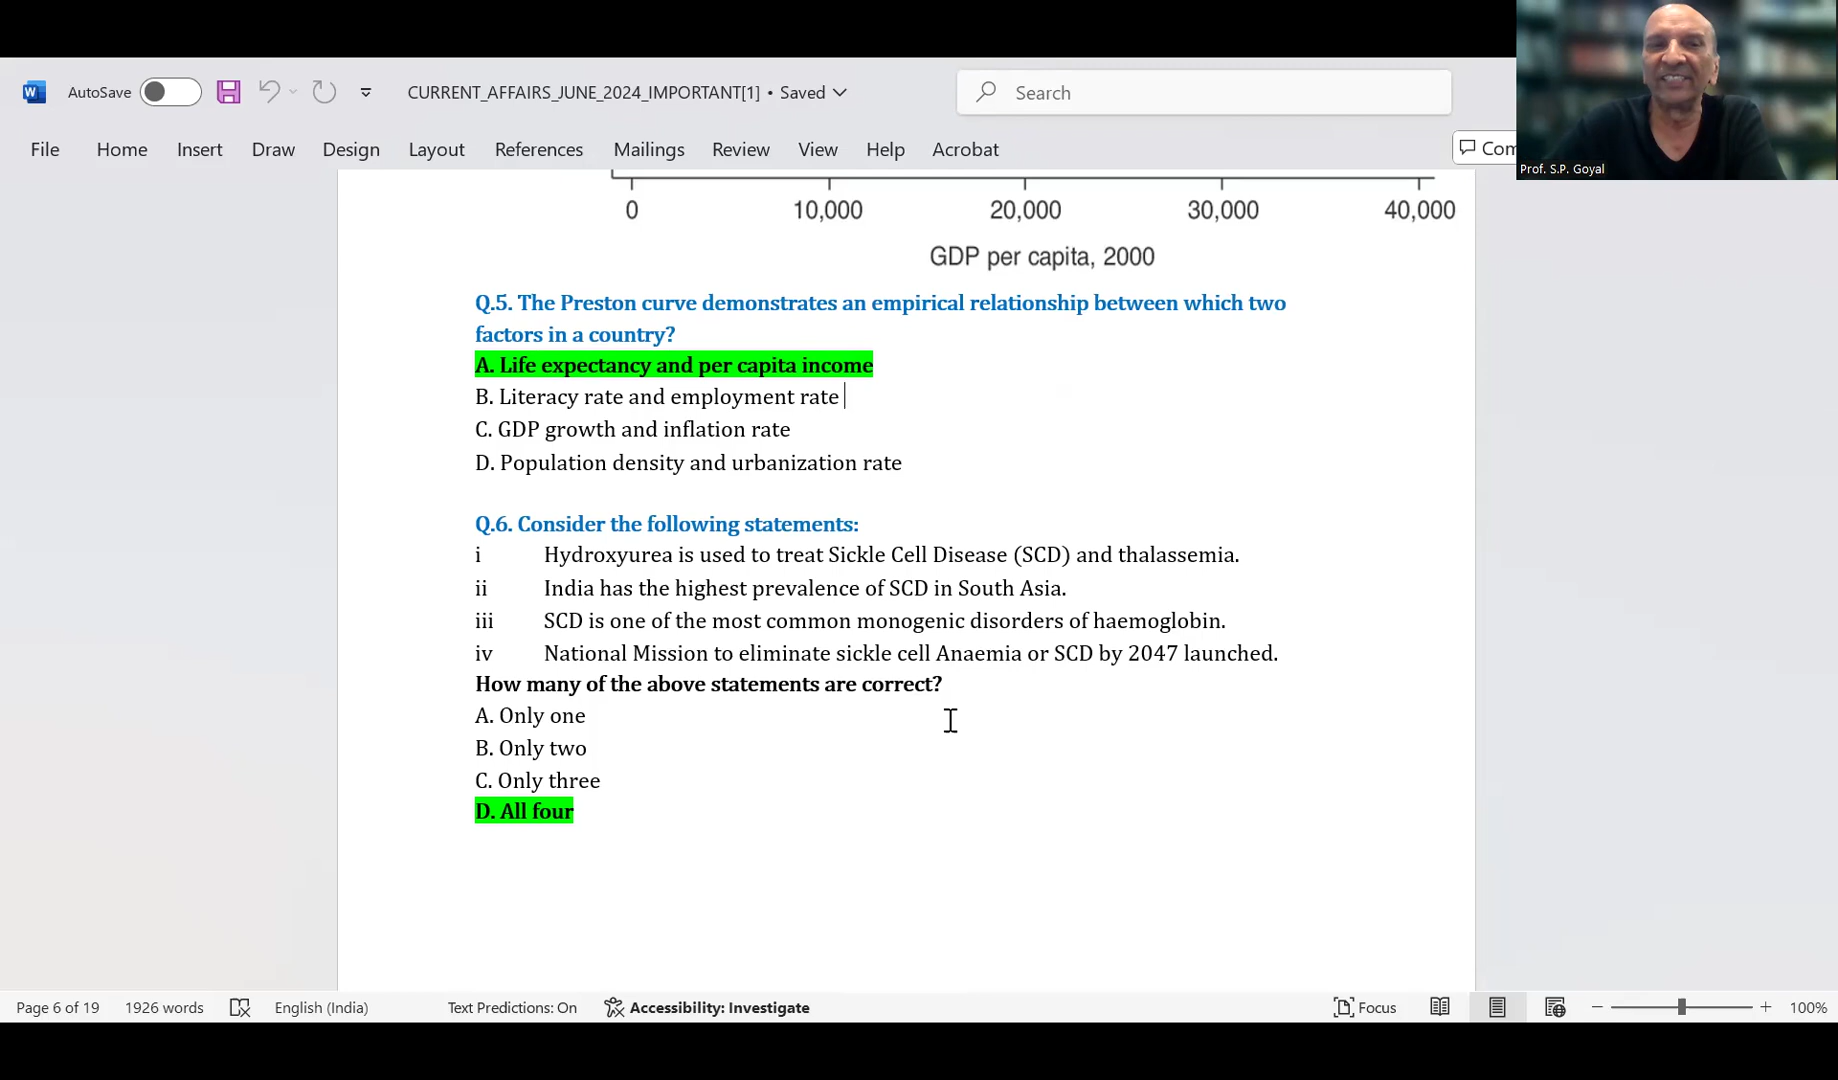 AutoSave
CURRENT_AFFAIRS_JUNE_2024_IMPORTANT[1] • Saved
Search
File Home Insert Draw Design Layout References Mailings Review View Help Acrobat
Com
Prof. S.P. Goyal
0 10,000 20,000 30,000 40,000
GDP per capita, 2000
Q.5. The Preston curve demonstrates an empirical relationship between which two
factors in a country?
A. Life expectancy and per capita income
B. Literacy rate and employment rate
C. GDP growth and inflation rate
D. Population density and urbanization rate
Q.6. Consider the following statements:
i Hydroxyurea is used to treat Sickle Cell Disease (SCD) and thalassemia.
ii India has the highest prevalence of SCD in South Asia.
iii SCD is one of the most common monogenic disorders of haemoglobin.
iv National Mission to eliminate sickle cell Anaemia or SCD by 2047 launched.
How many of the above statements are correct?
A. Only one
B. Only two
C. Only three
D. All four
Page 6 of 19 1926 words English (India) Text Predictions: On Accessibility: Investigate Focus 100%